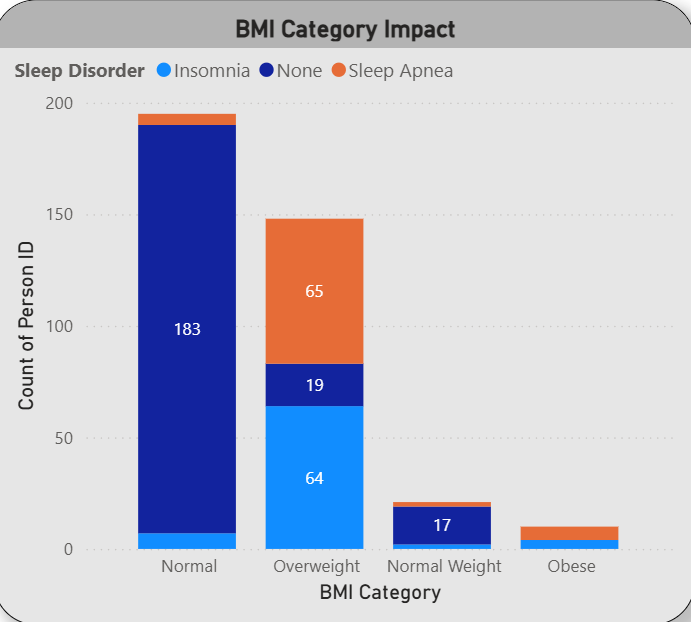 BMI Category Impact
Sleep Disorder Insomnia None Sleep Apnea
200
150
100
50
0
Count of Person ID
183
65
19
64
17
Normal Overweight Normal Weight Obese
BMI Category